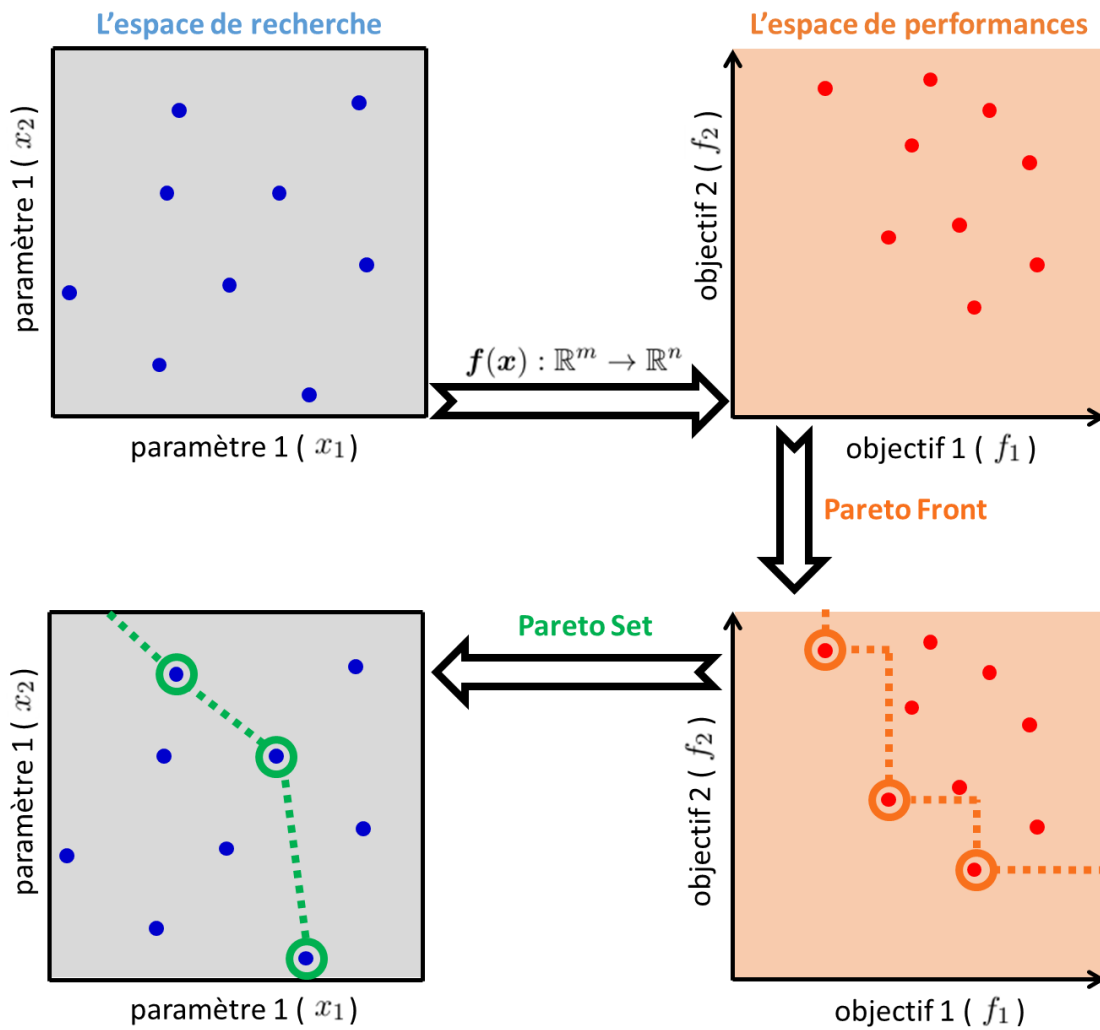 L'espace de recherche
L'espace de performances
paramètre 1 ( x₂ )
objectif 2 ( f₂ )
f(x) : ℝᵐ → ℝⁿ
paramètre 1 ( x₁ )
objectif 1 ( f₁ )
Pareto Front
Pareto Set
paramètre 1 ( x₂ )
objectif 2 ( f₂ )
paramètre 1 ( x₁ )
objectif 1 ( f₁ )